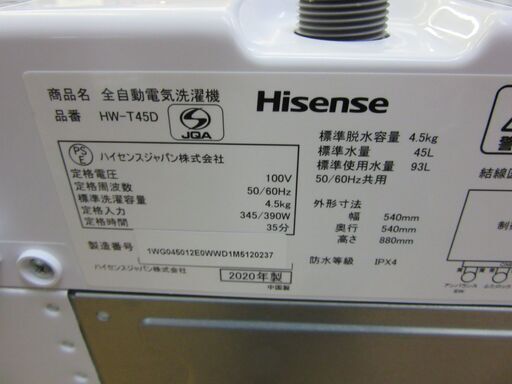 商品名 全自動電気洗濯機
品番 HW-T45D
JQA
Hisense
PS
E
ハイセンスジャパン株式会社
定格電圧 100V
定格周波数 50/60Hz
標準洗濯容量 4.5kg
定格入力 345/390W
35分
製造番号 1WG045012E0WWD1M5120237
ハイセンスジャパン株式会社
2020年製
中国製
標準脱水容量 4.5kg
標準水量 45L
標準使用水量 93L
50/60Hz共用
外形寸法
幅 540mm
奥行 540mm
高さ 880mm
防水等級 IPX4
結線
制